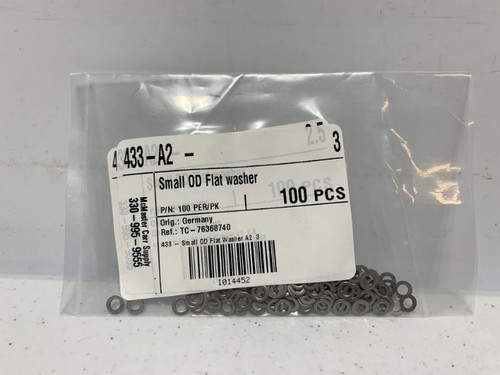 433-A2 -
2.5
3
Small OD Flat washer
100 PCS
P/N: 100 PER/PK
Orig.: Germany
Ref.: TC-76368740
433 - Small OD Flat Washer A2 3
1014452
McMaster Carr Supply
330-995-9555